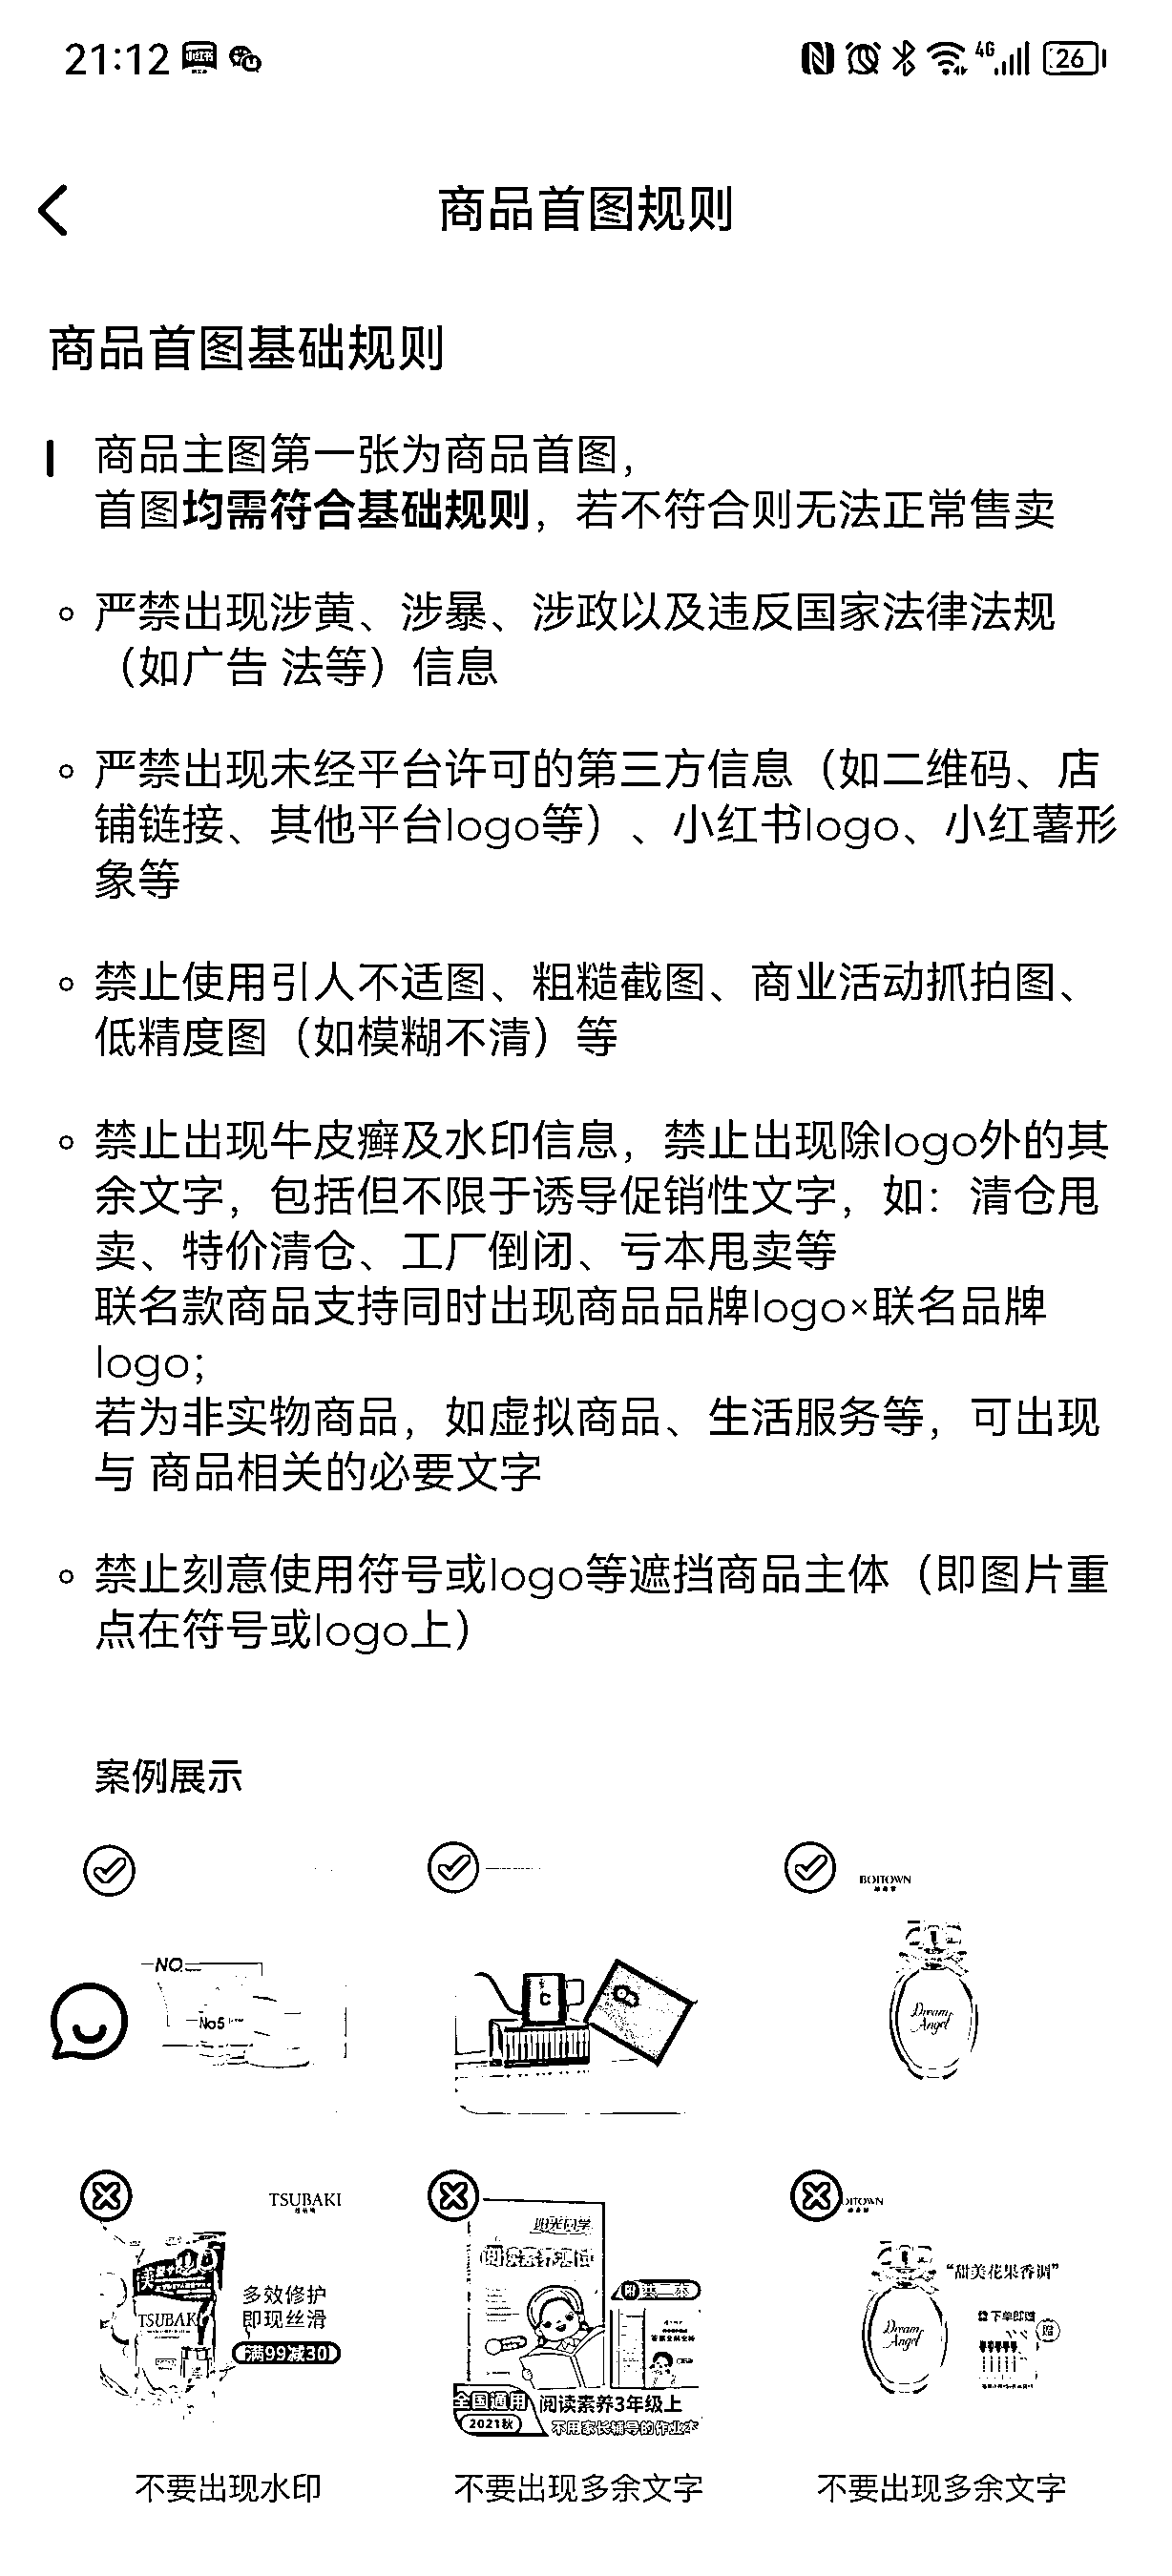 21:12
4G
26
商品首图规则
商品首图基础规则
商品主图第一张为商品首图，
首图均需符合基础规则，若不符合则无法正常售卖
严禁出现涉黄、涉暴、涉政以及违反国家法律法规
（如广告 法等）信息
严禁出现未经平台许可的第三方信息（如二维码、店
铺链接、其他平台logo等）、小红书logo、小红薯形
象等
禁止使用引人不适图、粗糙截图、商业活动抓拍图、
低精度图（如模糊不清）等
禁止出现牛皮癣及水印信息，禁止出现除logo外的其
余文字，包括但不限于诱导促销性文字，如：清仓甩
卖、特价清仓、工厂倒闭、亏本甩卖等
联名款商品支持同时出现商品品牌logo×联名品牌
logo；
若为非实物商品，如虚拟商品、生活服务等，可出现
与 商品相关的必要文字
禁止刻意使用符号或logo等遮挡商品主体（即图片重
点在符号或logo上）
案例展示
BOITOWN
NO
No5
C
8
Dream
Angel
TSUBAKI
TSUBAKI
多效修护
即现丝滑
满99减30
阳光同学
全国通用
阅读素养3年级上
2021秋
不用家长辅导的作业本
OITOWN
“甜美花果香调”
下单即赠
Dream
Angel
不要出现水印
不要出现多余文字
不要出现多余文字